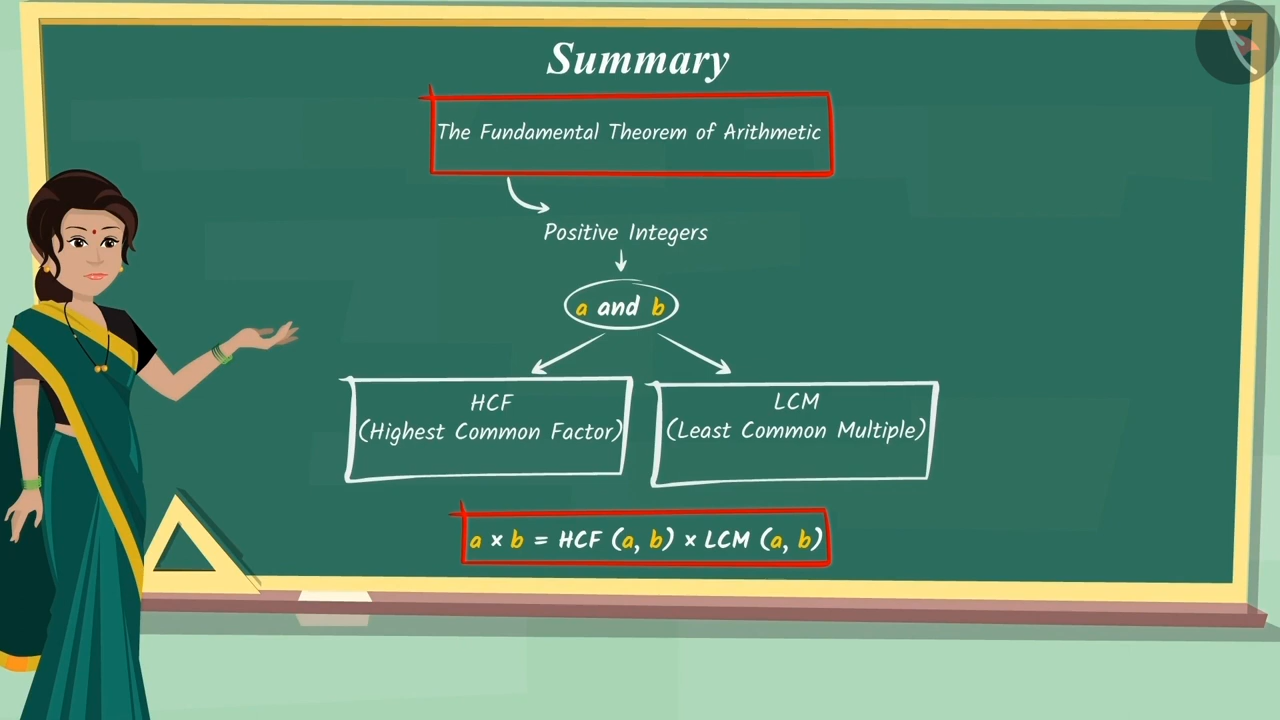 Summary
The Fundamental Theorem of Arithmetic
Positive Integers
a and b
HCF
(Highest Common Factor)
LCM
(Least Common Multiple)
a × b = HCF (a, b) × LCM (a, b)